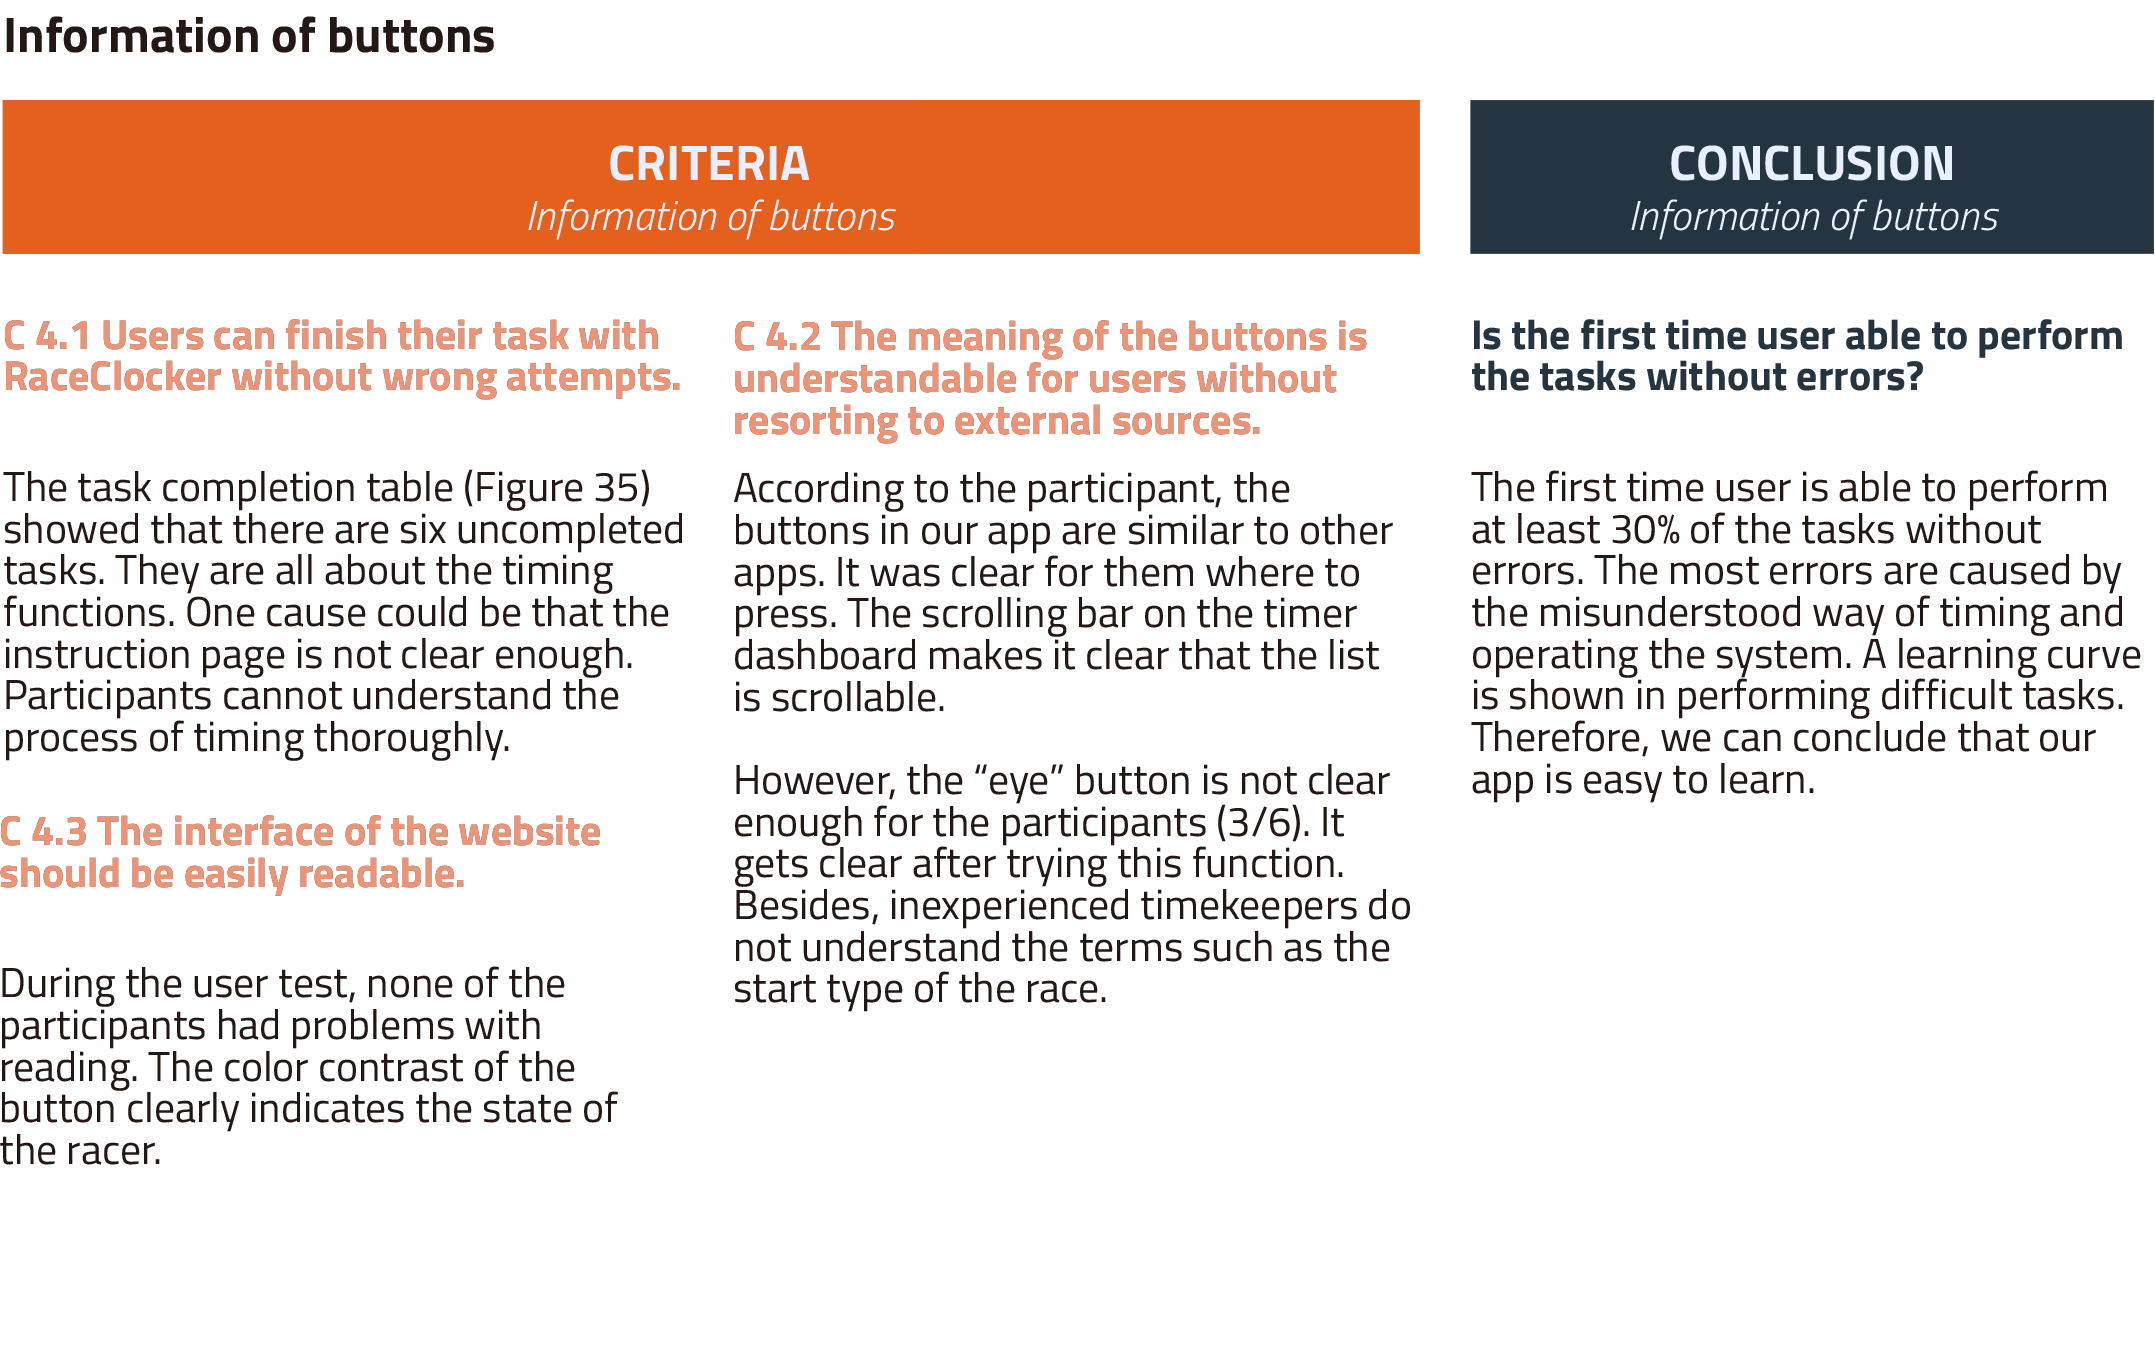 Information of buttons
CRITERIA
Information of buttons
C 4.1 Users can finish their task with
RaceClocker without wrong attempts.
The task completion table (Figure 35)
showed that there are six uncompleted
tasks. They are all about the timing
functions. One cause could be that the
instruction page is not clear enough.
Participants cannot understand the
process of timing thoroughly.
C 4.3 The interface of the website
should be easily readable.
During the user test, none of the
participants had problems with
reading. The color contrast of the
button clearly indicates the state of
the racer.
C 4.2 The meaning of the buttons is
understandable for users without
resorting to external sources.
According to the participant, the
buttons in our app are similar to other
apps. It was clear for them where to
press. The scrolling bar on the timer
dashboard makes it clear that the list
is scrollable.
However, the “eye” button is not clear
enough for the participants (3/6). It
gets clear after trying this function.
Besides, inexperienced timekeepers do
not understand the terms such as the
start type of the race.
CONCLUSION
Information of buttons
Is the first time user able to perform
the tasks without errors?
The first time user is able to perform
at least 30% of the tasks without
errors. The most errors are caused by
the misunderstood way of timing and
operating the system. A learning curve
is shown in performing difficult tasks.
Therefore, we can conclude that our
app is easy to learn.